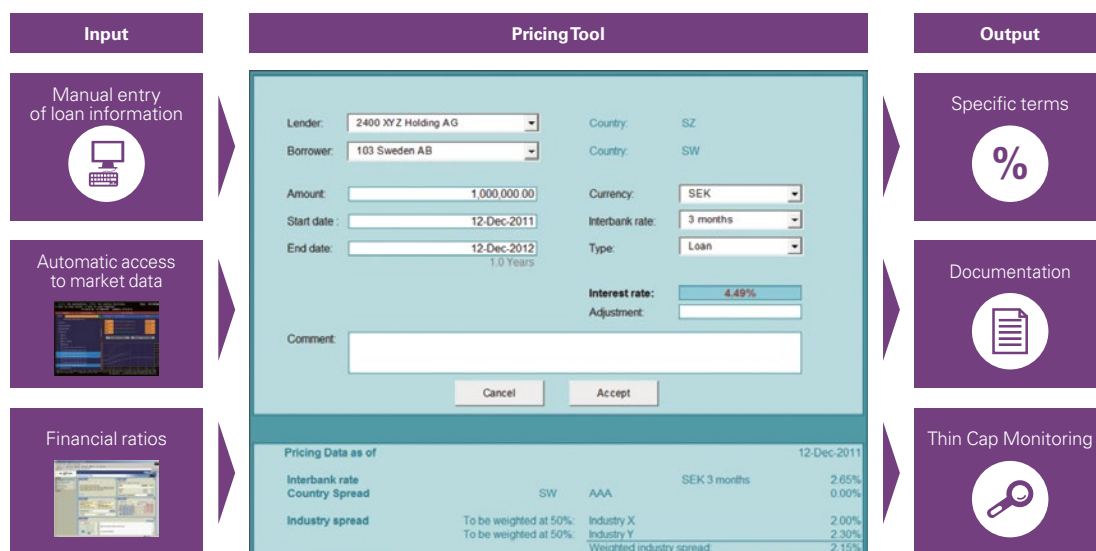 Input
Pricing Tool
Output
Manual entry
of loan information
Automatic access
to market data
Financial ratios
Lender: 2400 XYZ Holding AG Country: SZ
Borrower: 103 Sweden AB Country: SW
Amount: 1,000,000.00 Currency: SEK
Start date : 12-Dec-2011 Interbank rate: 3 months
End date: 12-Dec-2012 Type: Loan
1.0 Years
Interest rate: 4.49%
Adjustment:
Comment:
Cancel Accept
Pricing Data as of 12-Dec-2011
Interbank rate SEK 3 months 2.65%
Country Spread SW AAA 0.00%
Industry spread To be weighted at 50%: Industry X 2.00%
To be weighted at 50%: Industry Y 2.30%
Weighted industry spread 2.15%
Specific terms
%
Documentation
Thin Cap Monitoring